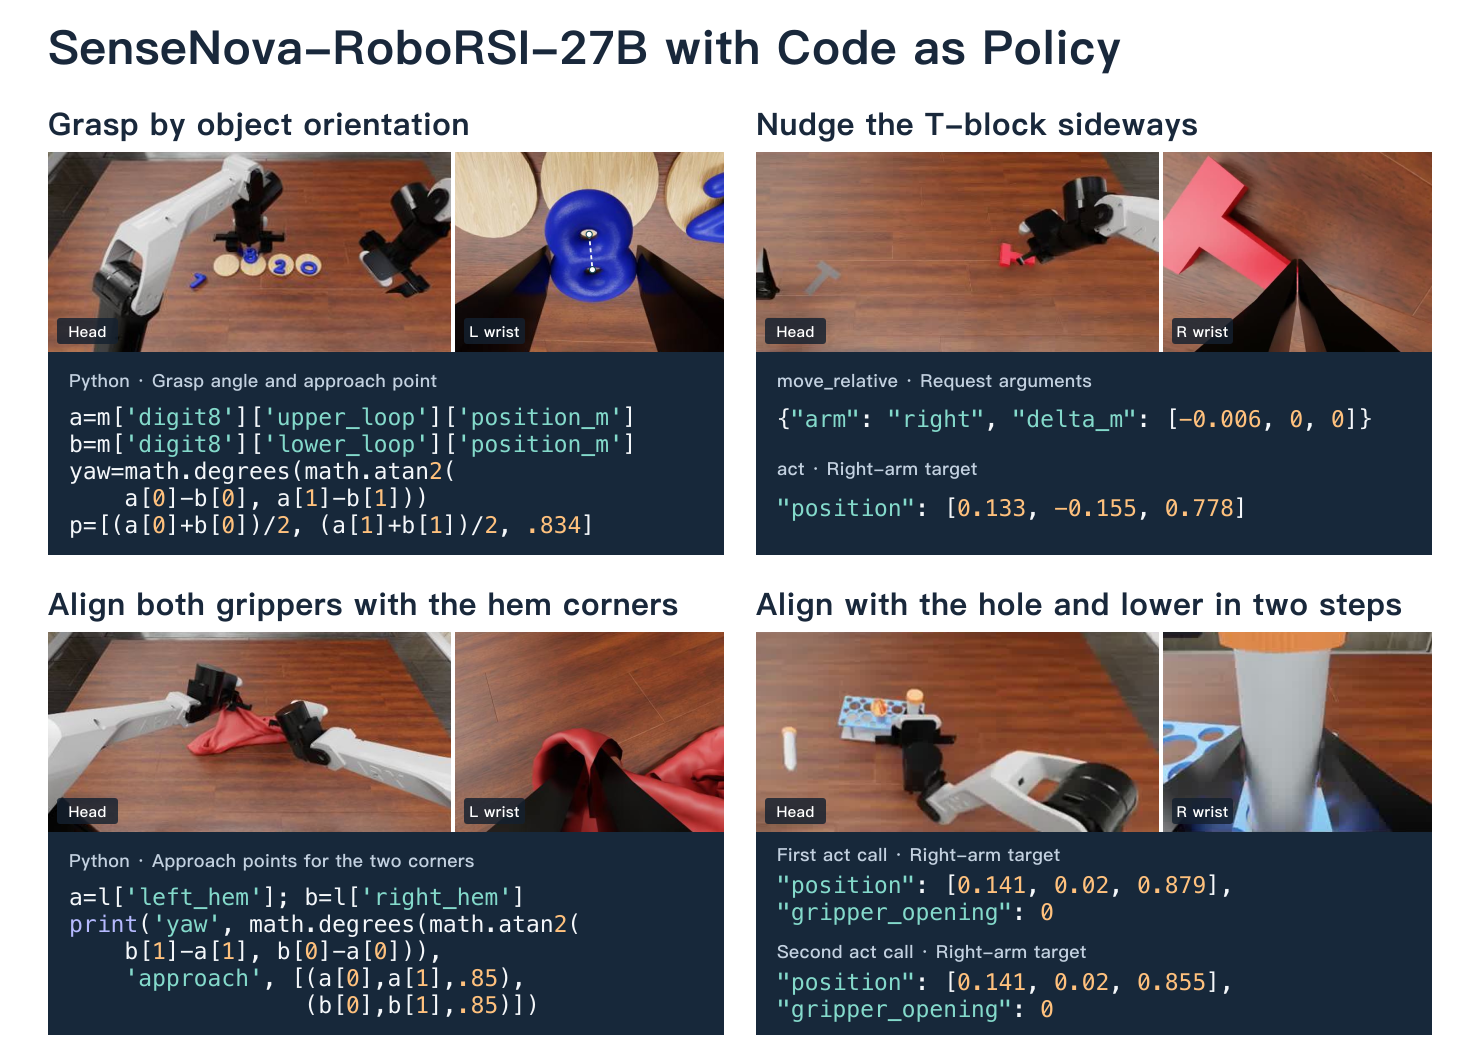 SenseNova–RoboRSI–27B with Code as Policy
Grasp by object orientation
Head
L wrist
Python · Grasp angle and approach point
a=m['digit8']['upper_loop']['position_m']
b=m['digit8']['lower_loop']['position_m']
yaw=math.degrees(math.atan2(
    a[0]−b[0], a[1]−b[1]))
p=[(a[0]+b[0])/2, (a[1]+b[1])/2, .834]
Nudge the T–block sideways
Head
R wrist
move_relative · Request arguments
{"arm": "right", "delta_m": [−0.006, 0, 0]}
act · Right–arm target
"position": [0.133, −0.155, 0.778]
Align both grippers with the hem corners
Head
L wrist
Python · Approach points for the two corners
a=l['left_hem']; b=l['right_hem']
print('yaw', math.degrees(math.atan2(
    b[1]−a[1], b[0]−a[0])),
    'approach', [(a[0],a[1],.85),
                 (b[0],b[1],.85)])
Align with the hole and lower in two steps
Head
R wrist
First act call · Right–arm target
"position": [0.141, 0.02, 0.879],
"gripper_opening": 0
Second act call · Right–arm target
"position": [0.141, 0.02, 0.855],
"gripper_opening": 0